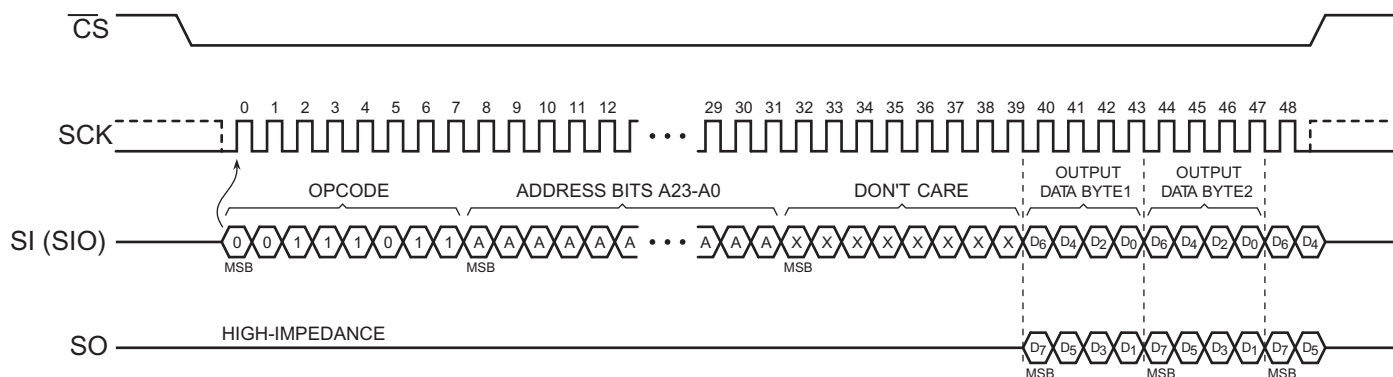 CS
0 1 2 3 4 5 6 7 8 9 10 11 12 29 30 31 32 33 34 35 36 37 38 39 40 41 42 43 44 45 46 47 48
SCK • • •
OUTPUT OUTPUT
OPCODE ADDRESS BITS A23-A0 DON'T CARE DATA BYTE1 DATA BYTE2
SI (SIO) 0 0 1 1 1 0 1 1 A A A A A A • • • A A A X X X X X X X X D6 D4 D2 D0 D6 D4 D2 D0 D6 D4
MSB MSB MSB
HIGH-IMPEDANCE
SO D7 D5 D3 D1 D7 D5 D3 D1 D7 D5
MSB MSB MSB